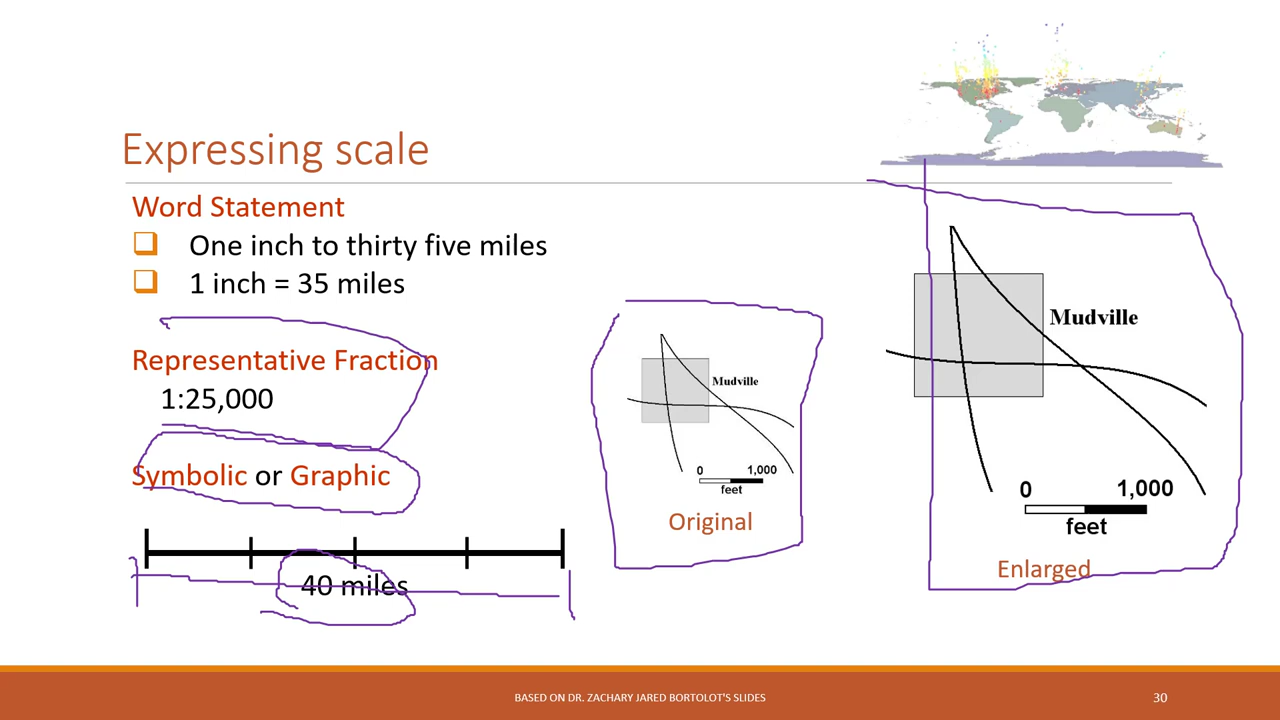 Expressing scale
Word Statement
One inch to thirty five miles
1 inch = 35 miles
Representative Fraction
1:25,000
Symbolic or Graphic
40 miles
Mudville
0 1,000
feet
Original
Mudville
0 1,000
feet
Enlarged
BASED ON DR. ZACHARY JARED BORTOLOT'S SLIDES
30